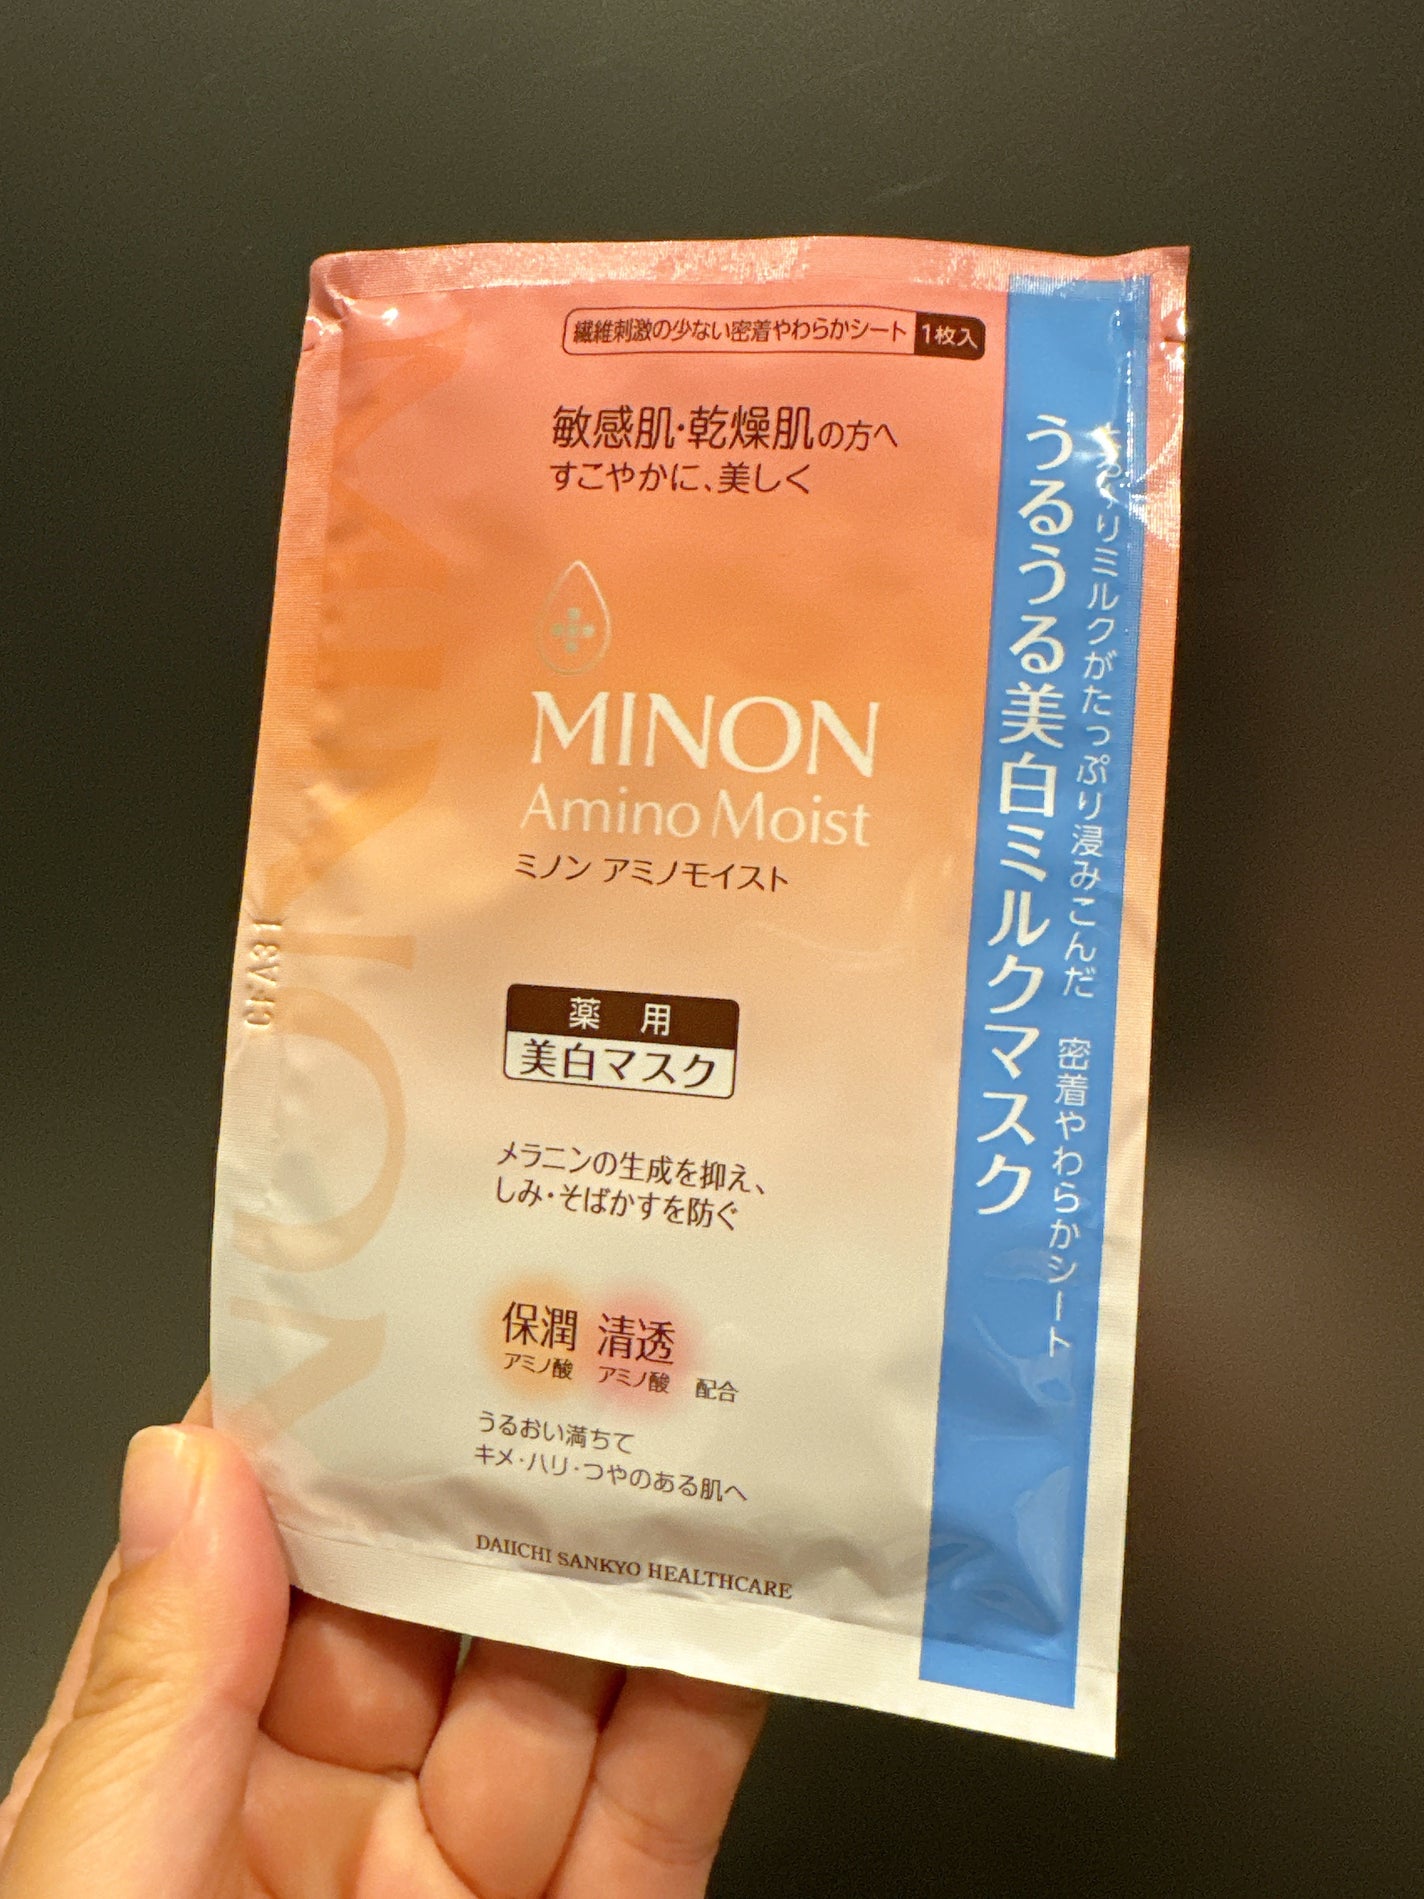 繊維刺激の少ない密着やわらかシート 1枚入
敏感肌・乾燥肌の方へ
すこやかに、美しく
MINON
Amino Moist
ミノン アミノモイスト
薬用
美白マスク
メラニンの生成を抑え、
しみ・そばかすを防ぐ
保潤 清透
アミノ酸 アミノ酸 配合
うるおい満ちて
キメ・ハリ・つやのある肌へ
DAIICHI SANKYO HEALTHCARE
ミルクがたっぷり浸みこんだ 密着やわらかシート
うるうる美白ミルクマスク
MINON